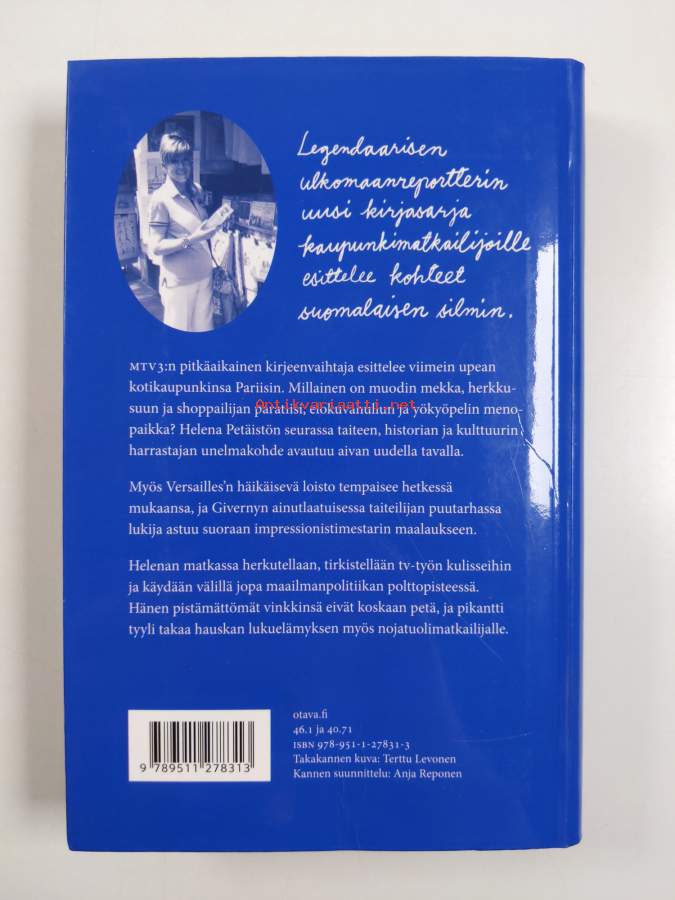 Legendaarisen
ulkomaanreportterin
uusi kirjasarja
kaupunkimatkailijoille
esittelee kohteet
suomalaisen silmin.
MTV3:n pitkäaikainen kirjeenvaihtaja esittelee viimein upean
kotikaupunkinsa Pariisin. Millainen on muodin mekka, herkku-
suun ja shoppailijan paratiisi, elokuvahullun ja yökyöpelin meno-
Antikvariaatti.net
paikka? Helena Petäistön seurassa taiteen, historian ja kulttuurin
harrastajan unelmakohde avautuu aivan uudella tavalla.
Myös Versailles'n häikäisevä loisto tempaisee hetkessä
mukaansa, ja Givernyn ainutlaatuisessa taiteilijan puutarhassa
lukija astuu suoraan impressionistimestarin maalaukseen.
Helenan matkassa herkutellaan, tirkistellään tv-työn kulisseihin
ja käydään välillä jopa maailmanpolitiikan polttopisteessä.
Hänen pistämättömät vinkkinsä eivät koskaan petä, ja pikantti
tyyli takaa hauskan lukuelämyksen myös nojatuolimatkailijalle.
otava.fi
46.1 ja 40.71
ISBN 978-951-1-27831-3
Takakannen kuva: Terttu Levonen
Kannen suunnittelu: Anja Reponen
9 789511 278313